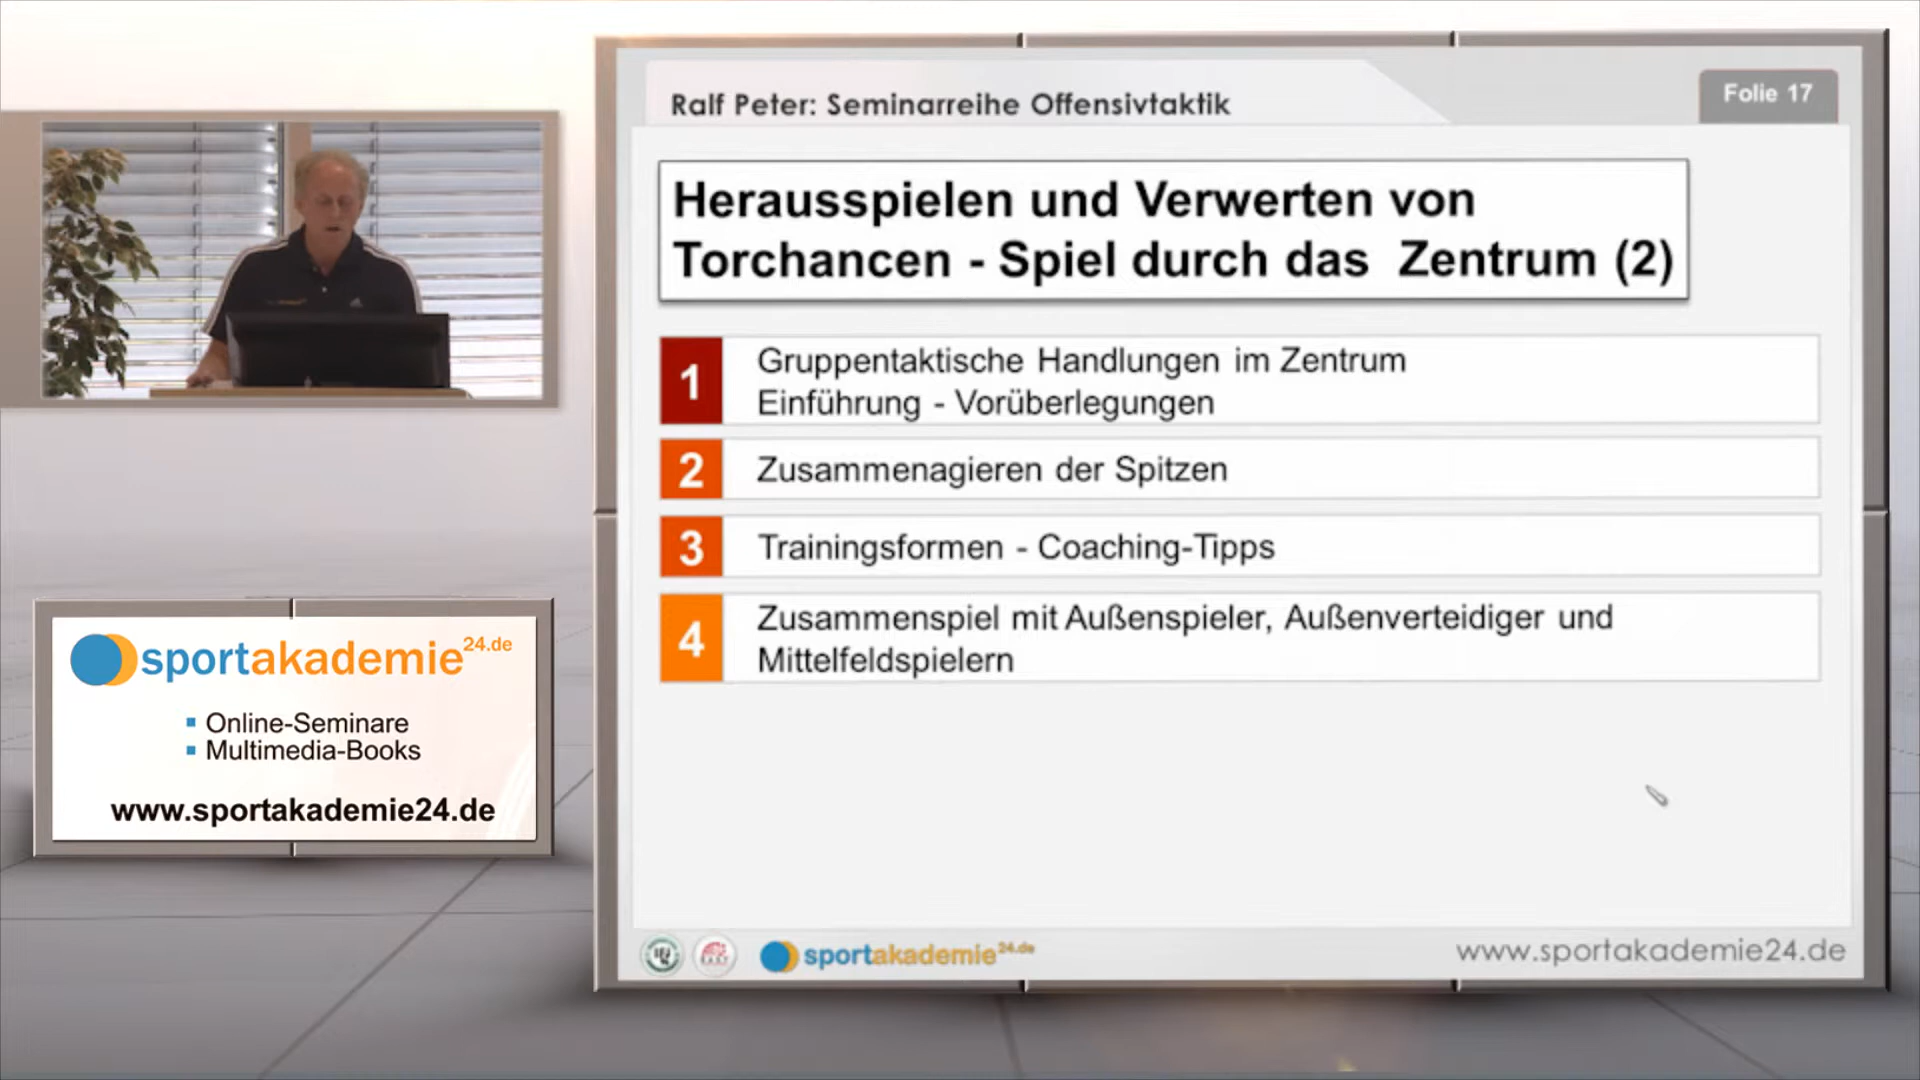 Ralf Peter: Seminarreihe Offensivtaktik
Folie 17
Herausspielen und Verwerten von
Torchancen - Spiel durch das Zentrum (2)
1
Gruppentaktische Handlungen im Zentrum
Einführung - Vorüberlegungen
2
Zusammenagieren der Spitzen
3
Trainingsformen - Coaching-Tipps
4
Zusammenspiel mit Außenspieler, Außenverteidiger und
Mittelfeldspielern
sportakademie24.de
www.sportakademie24.de
sportakademie24.de
Online-Seminare
Multimedia-Books
www.sportakademie24.de